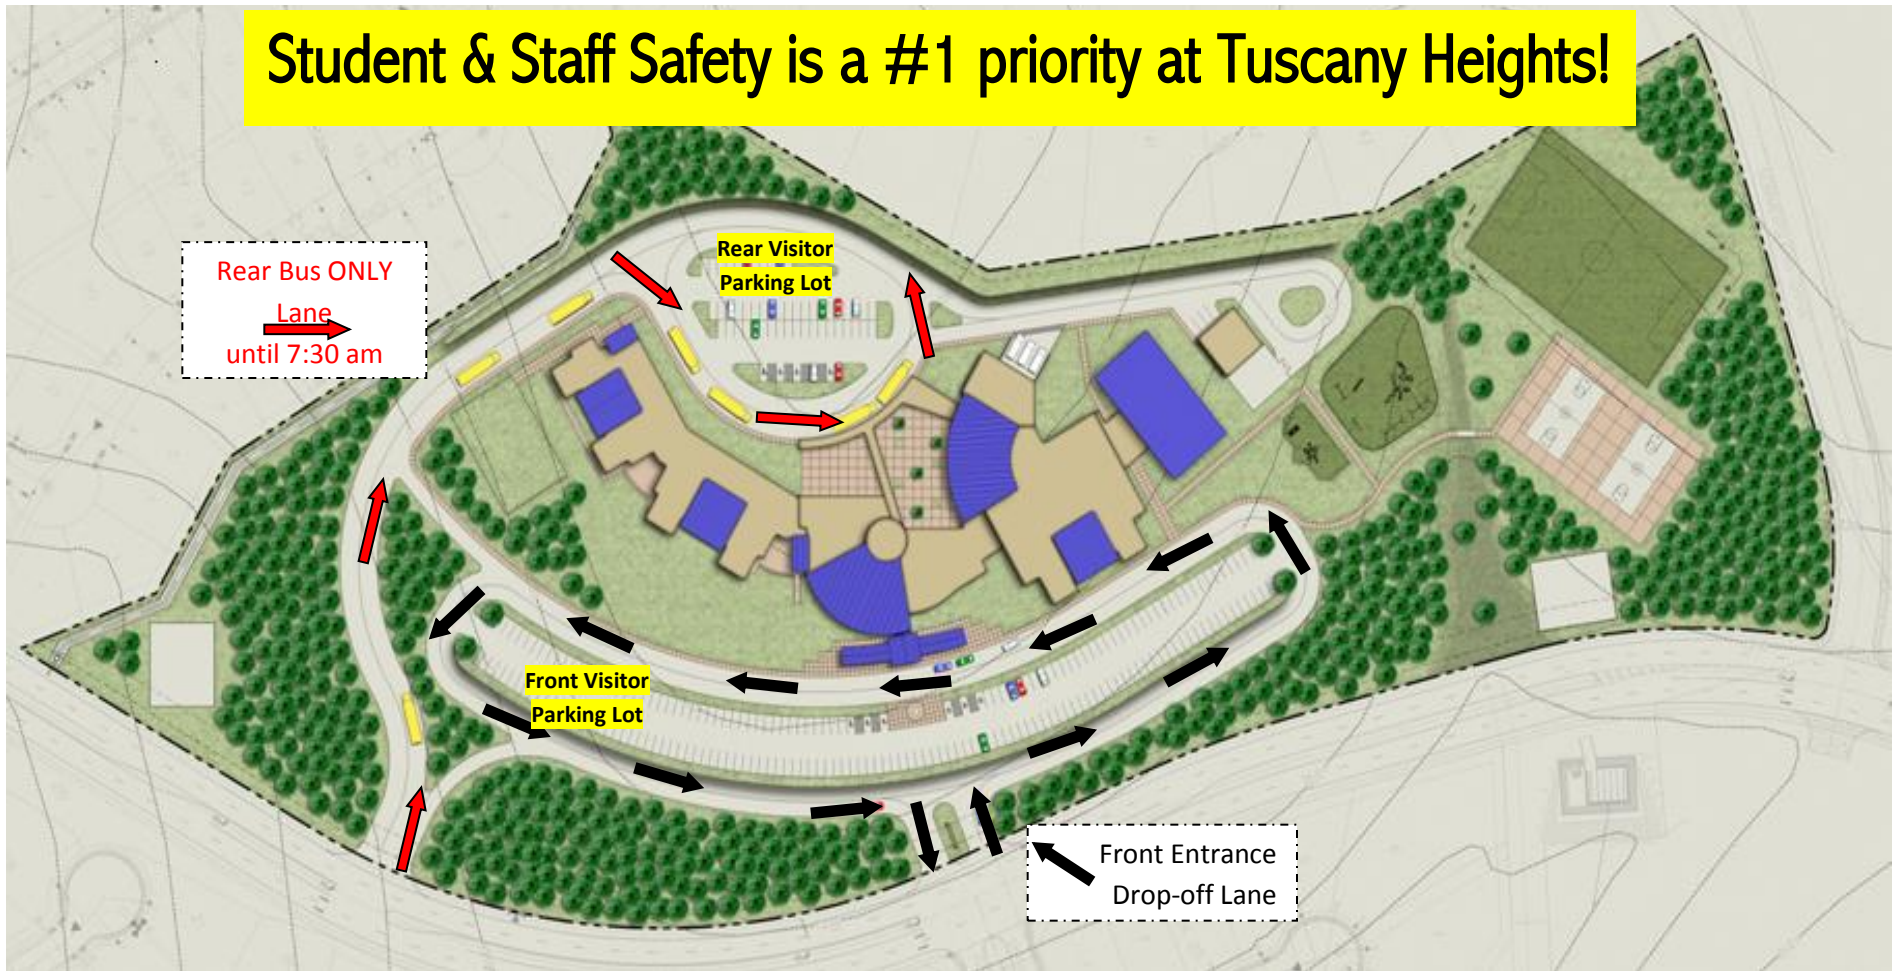 Student & Staff Safety is a #1 priority at Tuscany Heights!
Rear Visitor
Parking Lot
Rear Bus ONLY
Lane
until 7:30 am
Front Visitor
Parking Lot
Front Entrance
Drop-off Lane